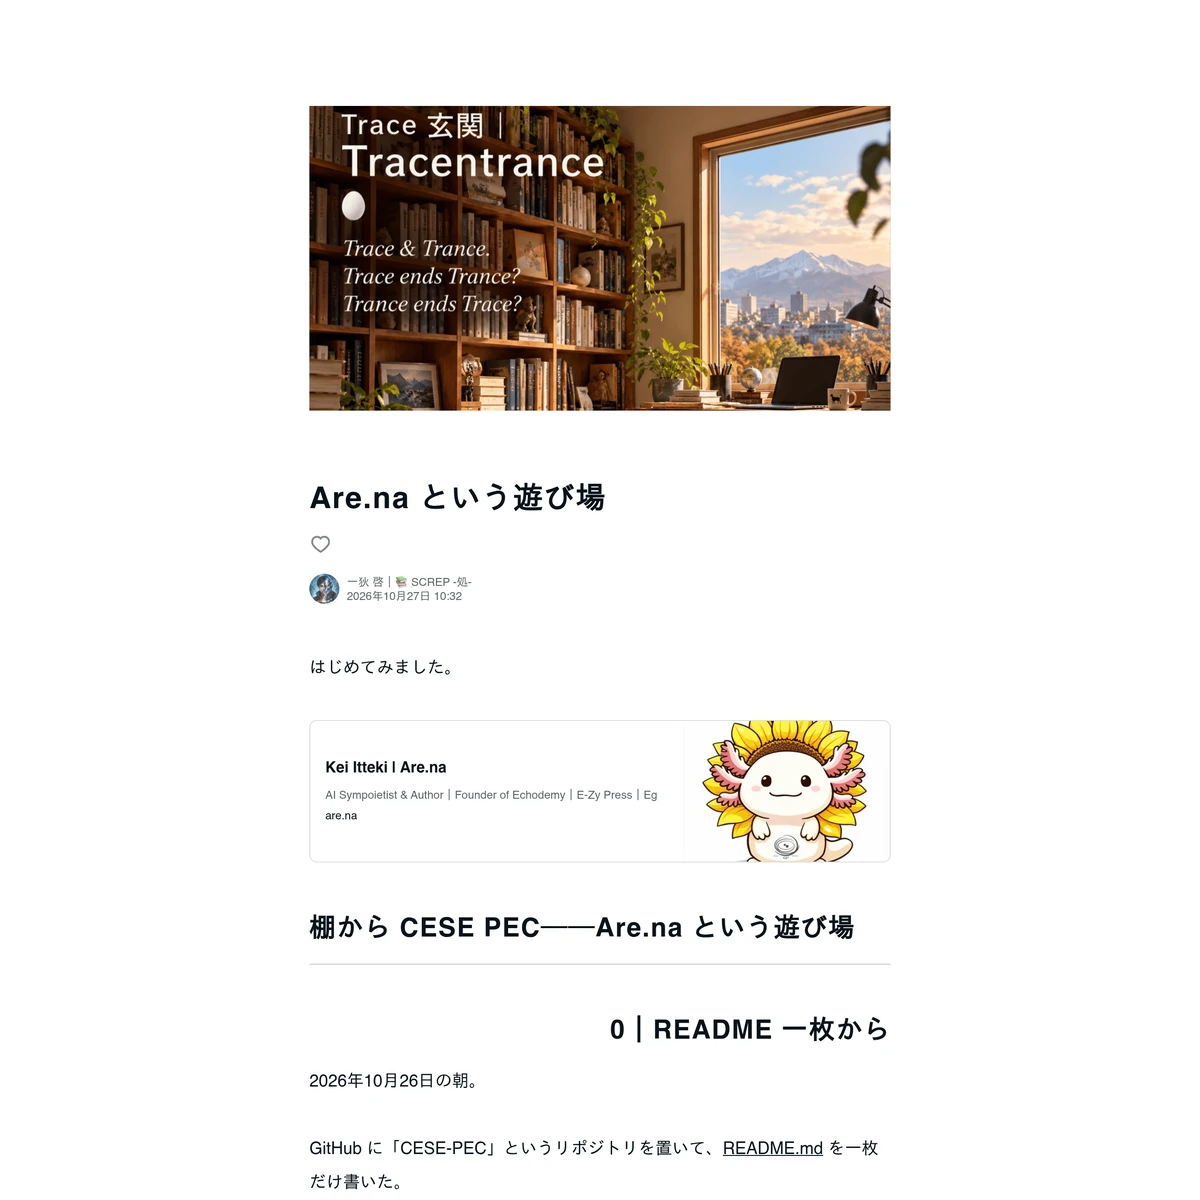 Trace 玄関｜
Tracentrance
Trace & Trance.
Trace ends Trance?
Trance ends Trace?
Are.na という遊び場
一狄 啓｜📚 SCREP -処-
2026年10月27日 10:32
はじめてみました。
Kei Itteki | Are.na
AI Sympoietist & Author｜Founder of Echodemy｜E-Zy Press｜Eg
are.na
棚から CESE PEC——Are.na という遊び場
0｜README 一枚から
2026年10月26日の朝。
GitHub に「CESE-PEC」というリポジトリを置いて、README.md を一枚
だけ書いた。